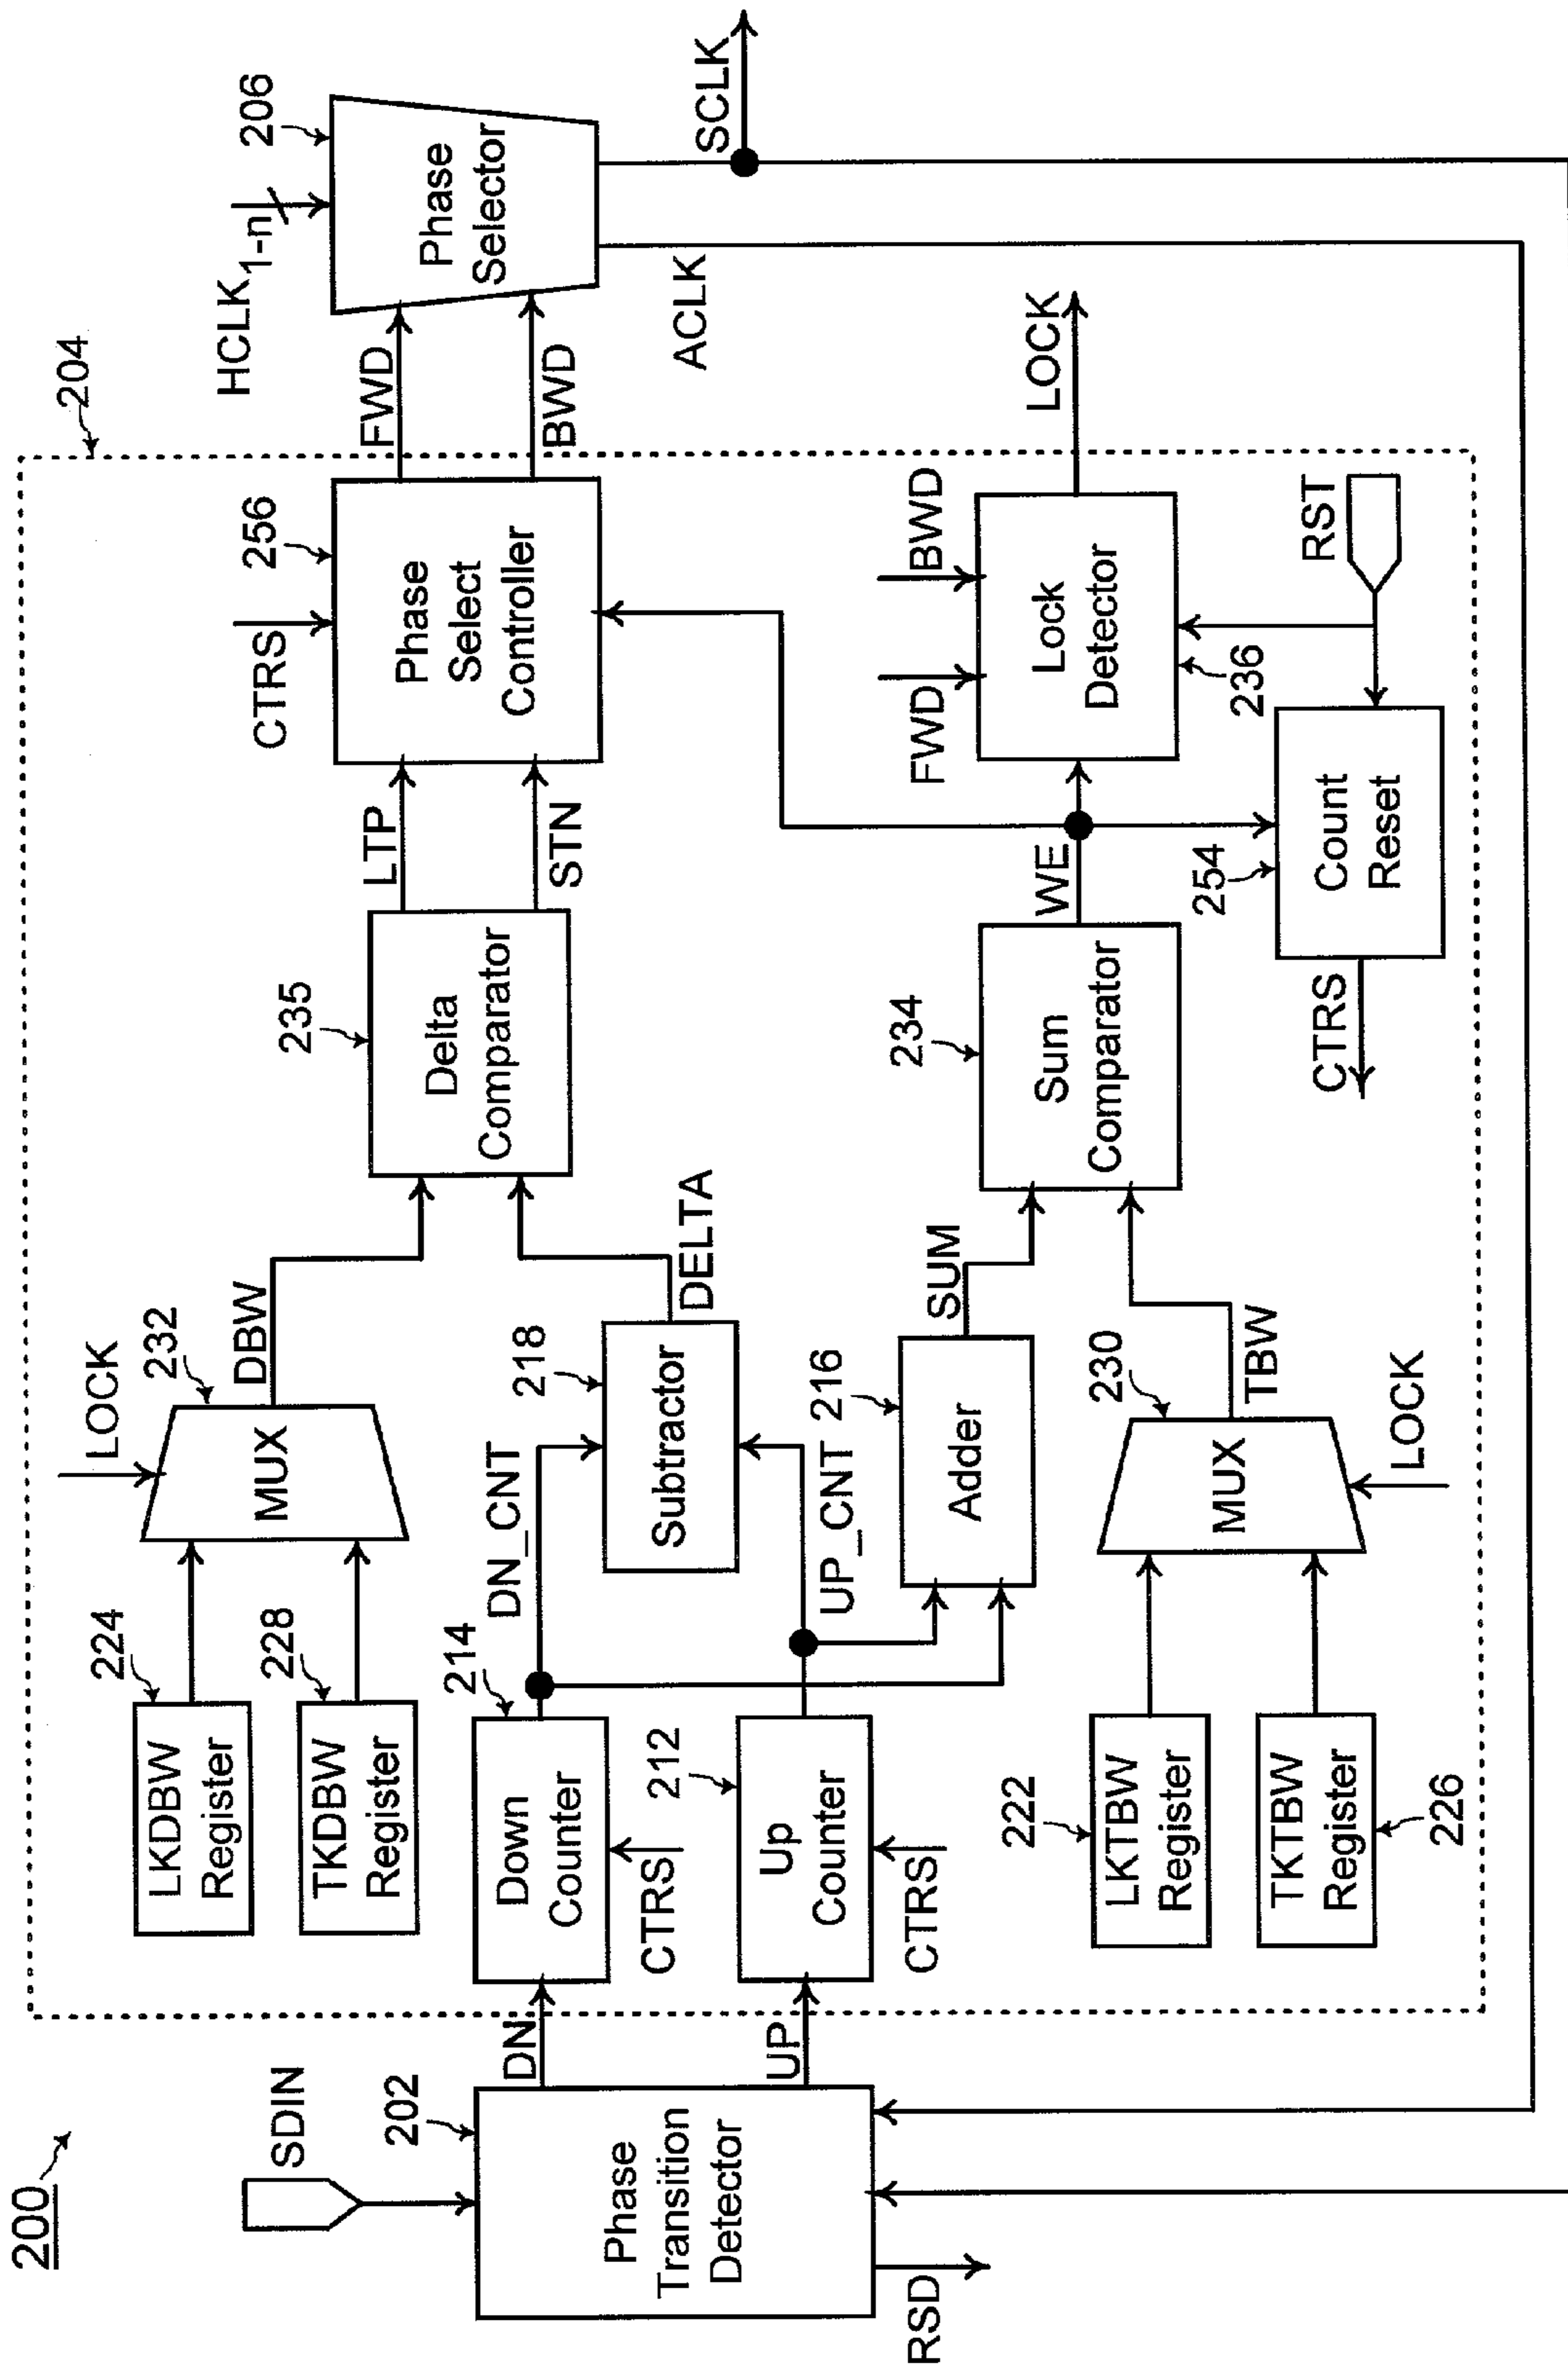 200
SDIN
202
Phase
Transition
Detector
RSD
DN
UP
204
LKDBW
Register
224
TKDBW
Register
228
LOCK
MUX
232
DBW
Down
Counter
214
CTRS
DN_CNT
Up
Counter
212
CTRS
UP_CNT
Subtractor
218
DELTA
Adder
216
SUM
LKTBW
Register
222
TKTBW
Register
226
MUX
230
LOCK
TBW
Delta
Comparator
235
LTP
STN
Sum
Comparator
234
WE
CTRS
Phase
Select
Controller
256
FWD
BWD
FWD
BWD
Lock
Detector
236
LOCK
RST
Count
Reset
254
CTRS
HCLK1-n
206
Phase
Selector
ACLK
SCLK